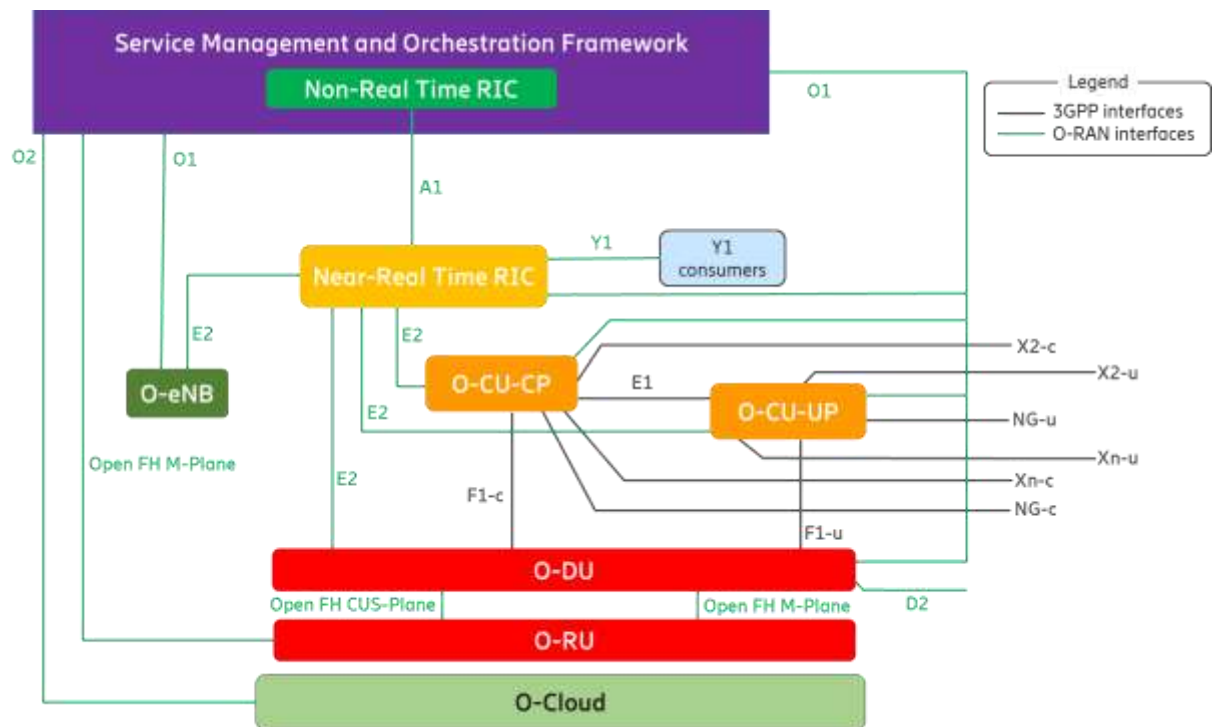 Service Management and Orchestration Framework
Non-Real Time RIC
O1
Legend
3GPP interfaces
O-RAN interfaces
O2
O1
A1
Y1
Y1
consumers
Near-Real Time RIC
E2
E2
X2-c
O-CU-CP
E1
X2-u
O-eNB
O-CU-UP
E2
NG-u
Open FH M-Plane
Xn-u
E2
Xn-c
F1-c
NG-c
F1-u
O-DU
Open FH CUS-Plane
Open FH M-Plane
D2
O-RU
O-Cloud